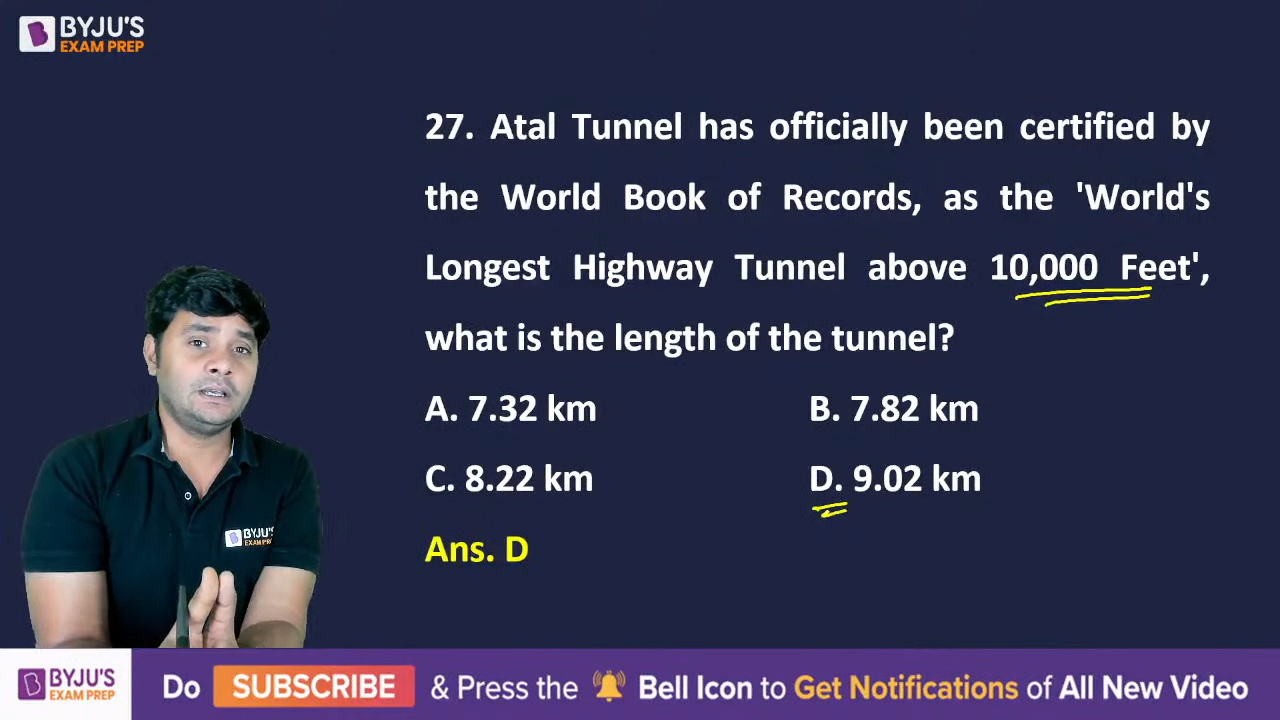 BYJU'S
EXAM PREP
27. Atal Tunnel has officially been certified by
the World Book of Records, as the 'World's
Longest Highway Tunnel above 10,000 Feet',
what is the length of the tunnel?
A. 7.32 km B. 7.82 km
C. 8.22 km D. 9.02 km
Ans. D
BYJU'S
EXAM PREP
BYJU'S
EXAM PREP
Do SUBSCRIBE & Press the Bell Icon to Get Notifications of All New Video